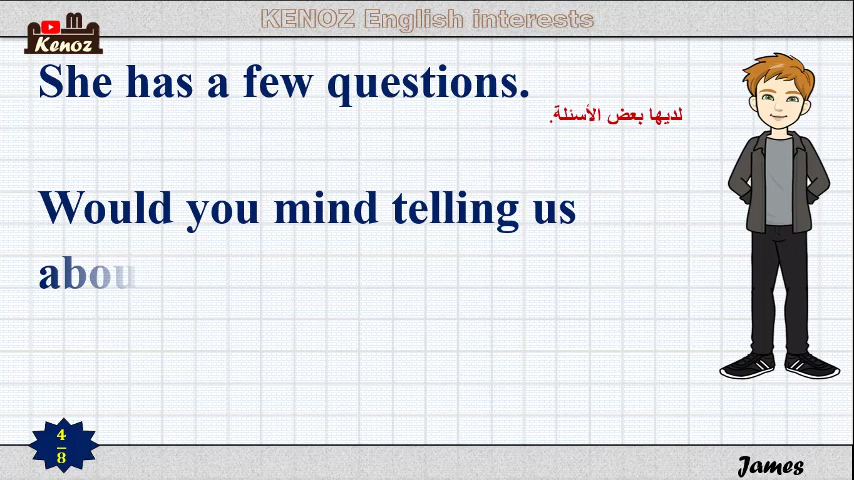 KENOZ English interests
Kenoz
She has a few questions.
لديها بعض الأسئلة.
Would you mind telling us
abou
4
8
James